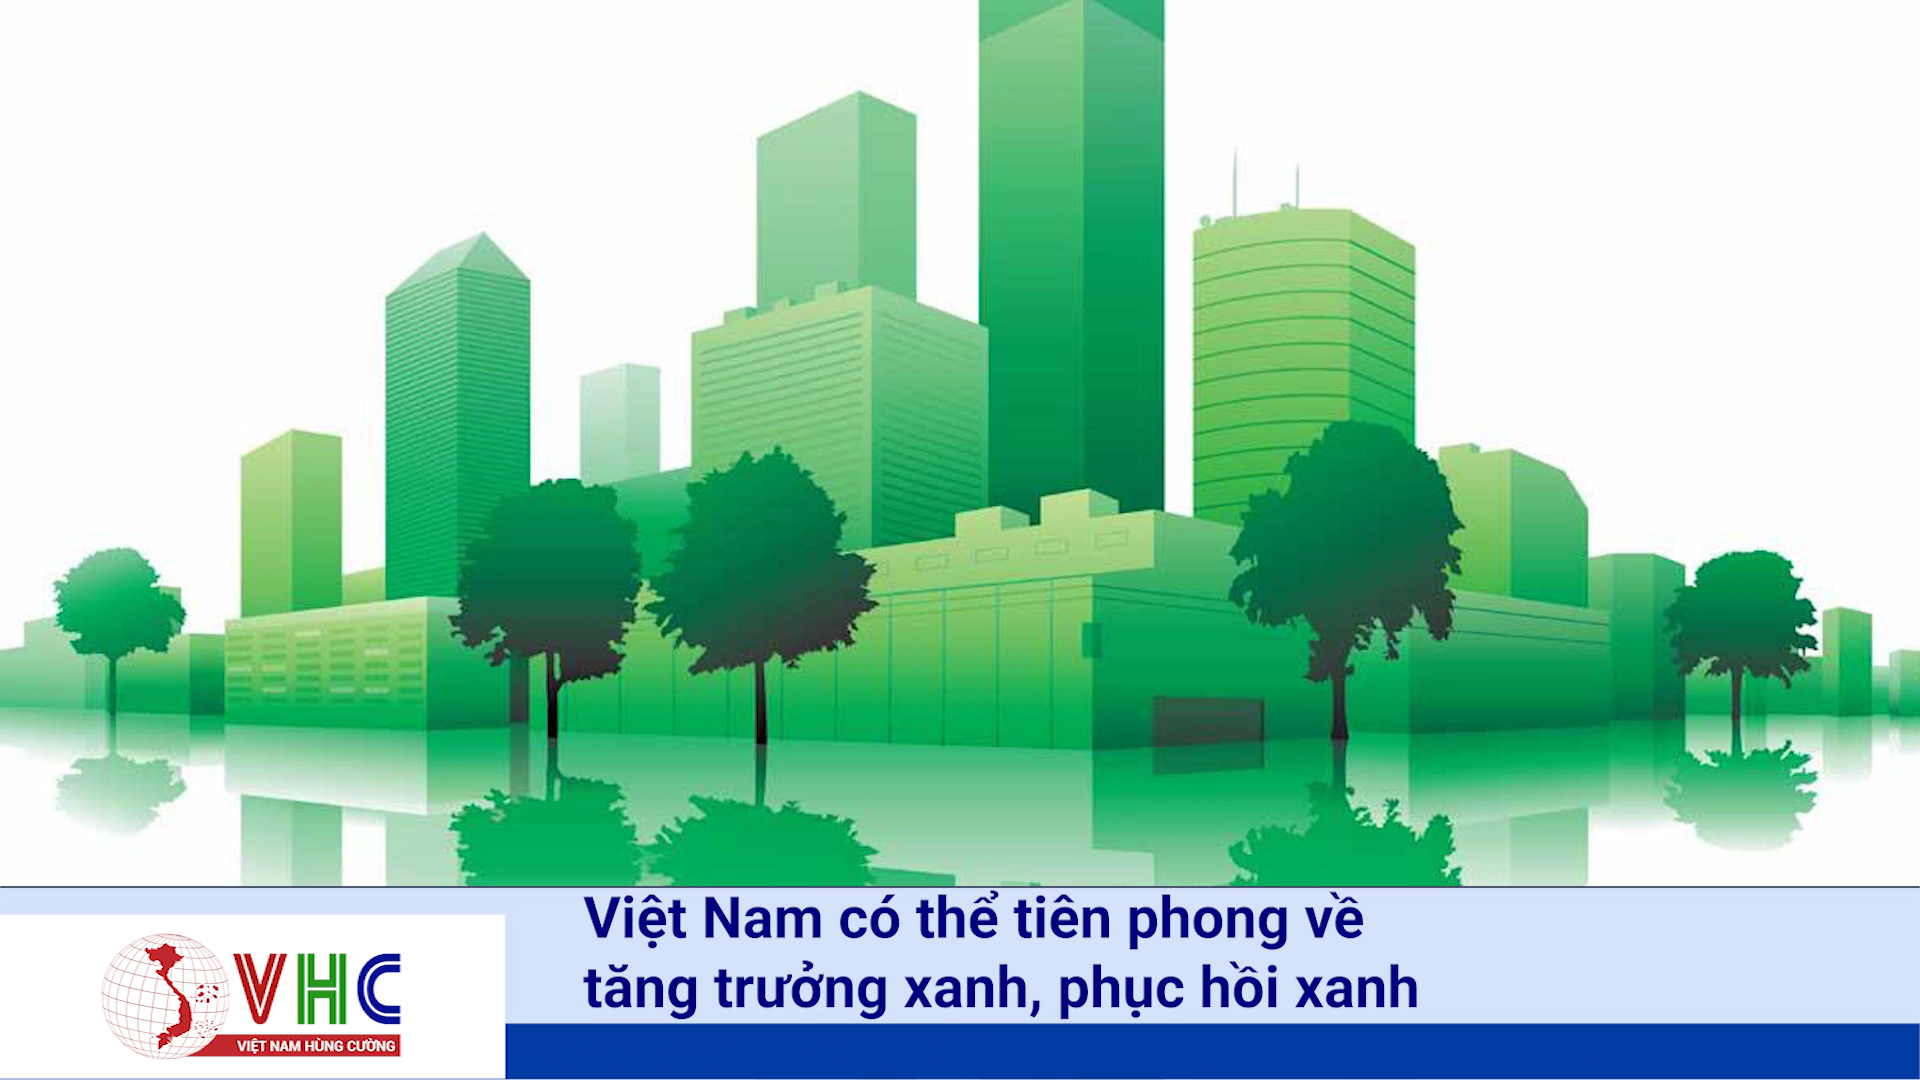 Việt Nam có thể tiên phong về
tăng trưởng xanh, phục hồi xanh
VHC
VIỆT NAM HÙNG CƯỜNG